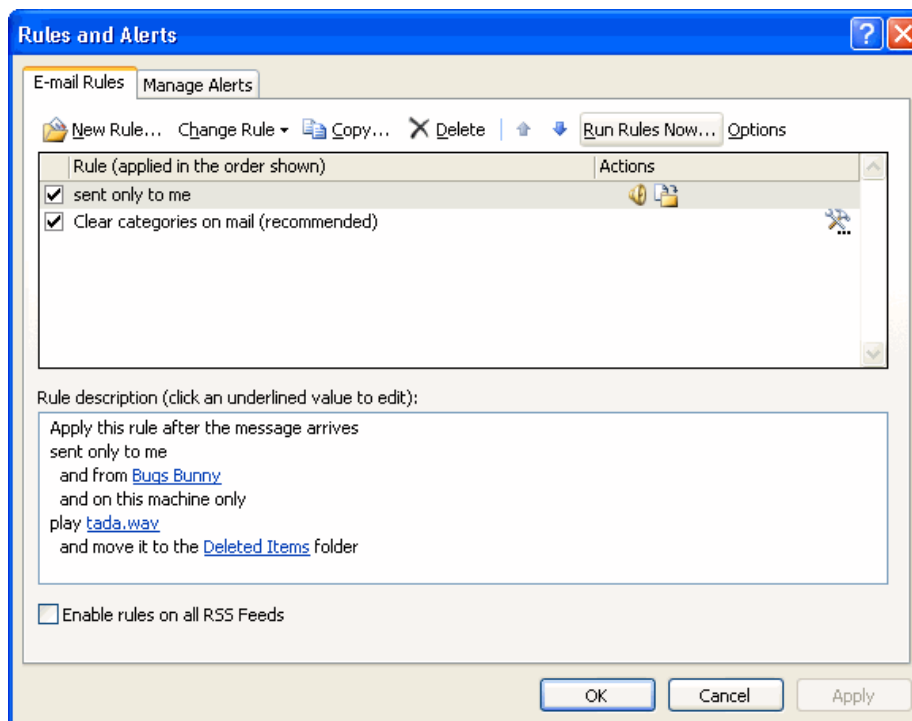 Rules and Alerts
E-mail Rules Manage Alerts
New Rule... Change Rule Copy... Delete Run Rules Now... Options
Rule (applied in the order shown) Actions
sent only to me
Clear categories on mail (recommended)
Rule description (click an underlined value to edit):
Apply this rule after the message arrives
sent only to me
and from Bugs Bunny
and on this machine only
play tada.wav
and move it to the Deleted Items folder
Enable rules on all RSS Feeds
OK Cancel Apply